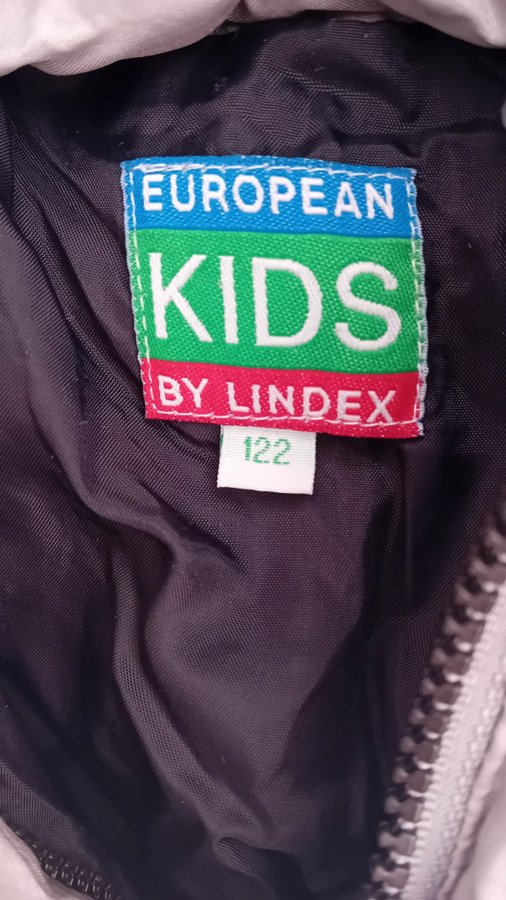 EUROPEAN
KIDS
BY LINDEX
122